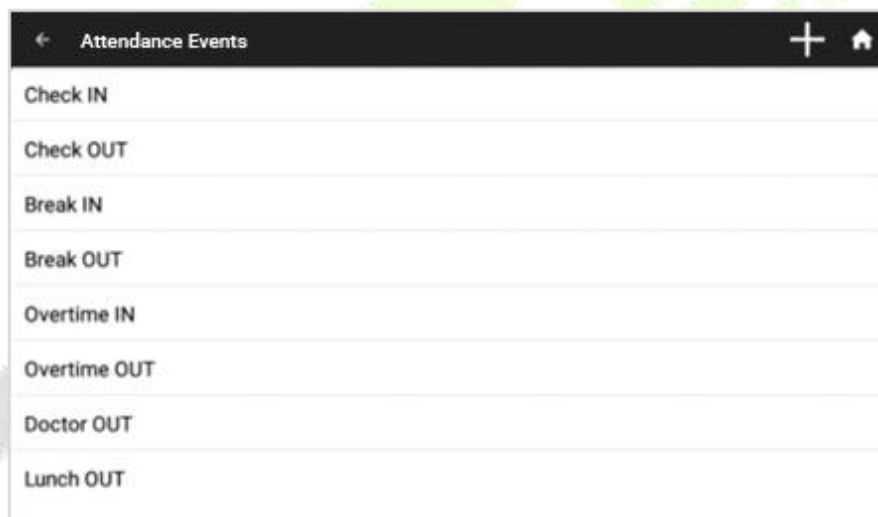 Attendance Events
Check IN
Check OUT
Break IN
Break OUT
Overtime IN
Overtime OUT
Doctor OUT
Lunch OUT